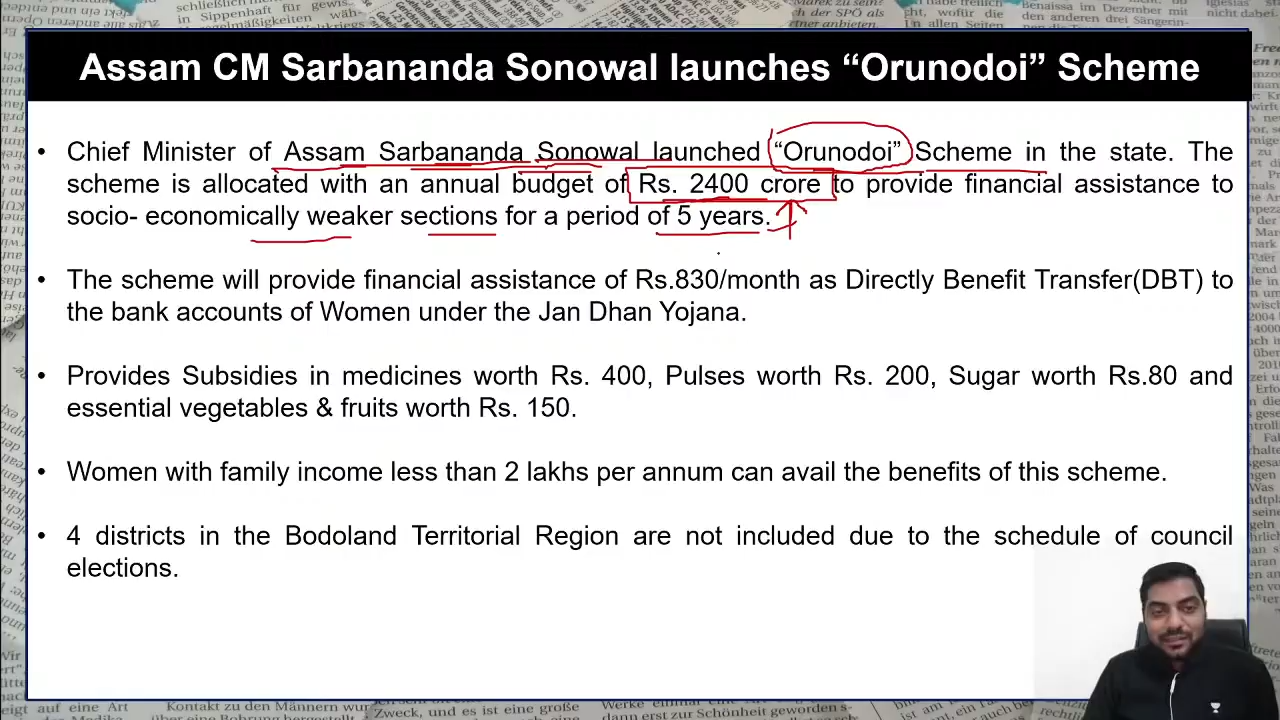 Assam CM Sarbananda Sonowal launches “Orunodoi” Scheme
• Chief Minister of Assam Sarbananda Sonowal launched “Orunodoi” Scheme in the state. The
scheme is allocated with an annual budget of Rs. 2400 crore to provide financial assistance to
socio- economically weaker sections for a period of 5 years.
• The scheme will provide financial assistance of Rs.830/month as Directly Benefit Transfer(DBT) to
the bank accounts of Women under the Jan Dhan Yojana.
• Provides Subsidies in medicines worth Rs. 400, Pulses worth Rs. 200, Sugar worth Rs.80 and
essential vegetables & fruits worth Rs. 150.
• Women with family income less than 2 lakhs per annum can avail the benefits of this scheme.
• 4 districts in the Bodoland Territorial Region are not included due to the schedule of council
elections.